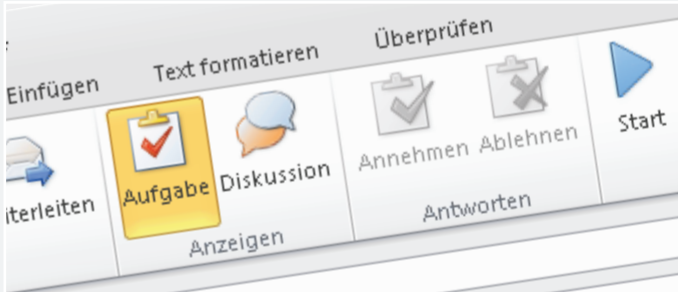 Einfügen Text formatieren Überprüfen
iterleiten Aufgabe Diskussion Annehmen Ablehnen Start
Anzeigen Antworten